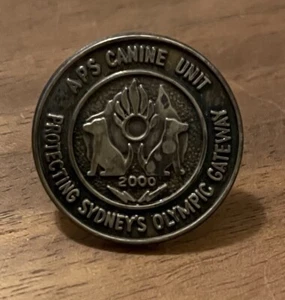 APS CANINE UNIT
2000
PROTECTING SYDNEY'S OLYMPIC GATEWAY